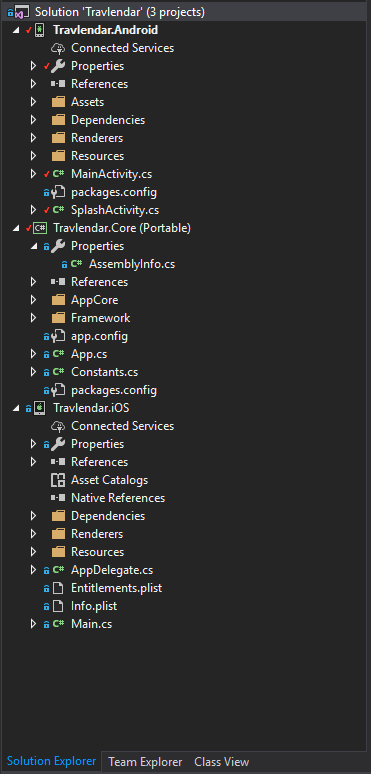 Solution 'Travlendar' (3 projects)
Travlendar.Android
Connected Services
Properties
References
Assets
Dependencies
Renderers
Resources
MainActivity.cs
packages.config
SplashActivity.cs
Travlendar.Core (Portable)
Properties
AssemblyInfo.cs
References
AppCore
Framework
app.config
App.cs
Constants.cs
packages.config
Travlendar.iOS
Connected Services
Properties
References
Asset Catalogs
Native References
Dependencies
Renderers
Resources
AppDelegate.cs
Entitlements.plist
Info.plist
Main.cs
Solution Explorer Team Explorer Class View